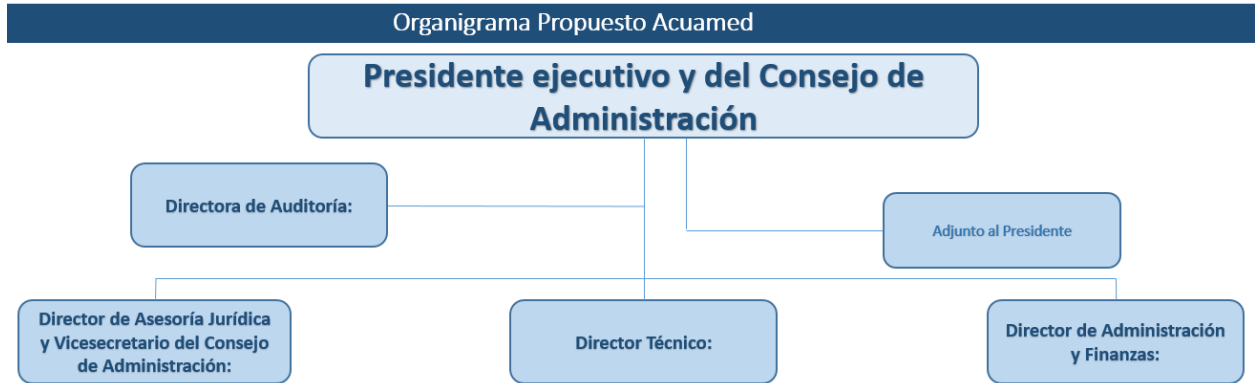 Organigrama Propuesto Acuamed
Presidente ejecutivo y del Consejo de
Administración
Directora de Auditoría:
Adjunto al Presidente
Director de Asesoría Jurídica
y Vicesecretario del Consejo
de Administración:
Director Técnico:
Director de Administración
y Finanzas: